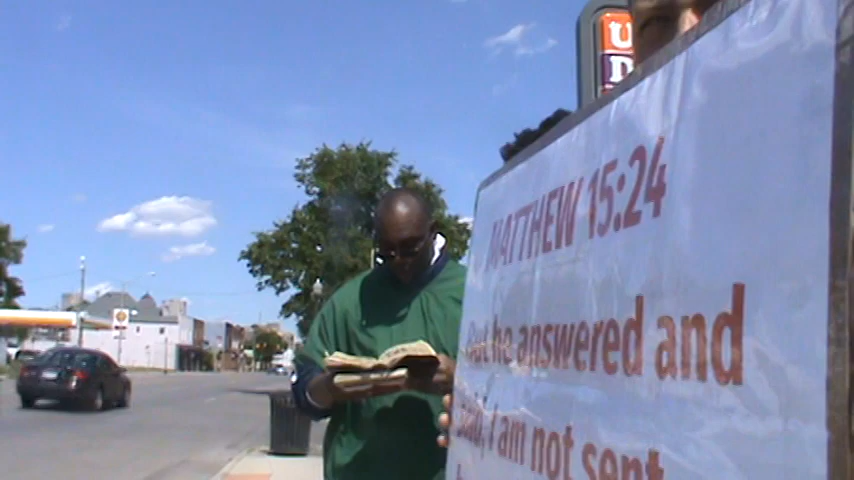 MATTHEW 15:24
But he answered and
said, I am not sent
U
D